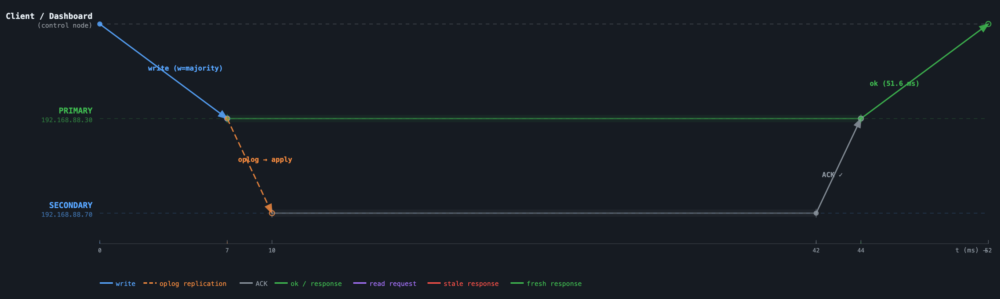 Client / Dashboard
(control node)
write (w=majority)
ok (51.6 ms)
PRIMARY
192.168.88.30
oplog → apply
ACK ✓
SECONDARY
192.168.88.70
0 7 10 42 44 t (ms) → 52
write oplog replication ACK ok / response read request stale response fresh response